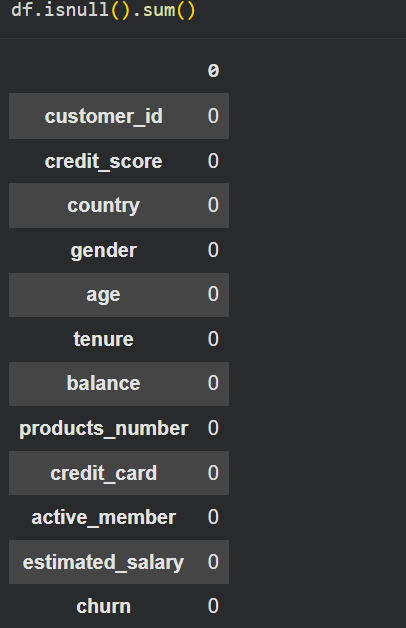 df.isnull().sum()
0
customer_id 0
credit_score 0
country 0
gender 0
age 0
tenure 0
balance 0
products_number 0
credit_card 0
active_member 0
estimated_salary 0
churn 0